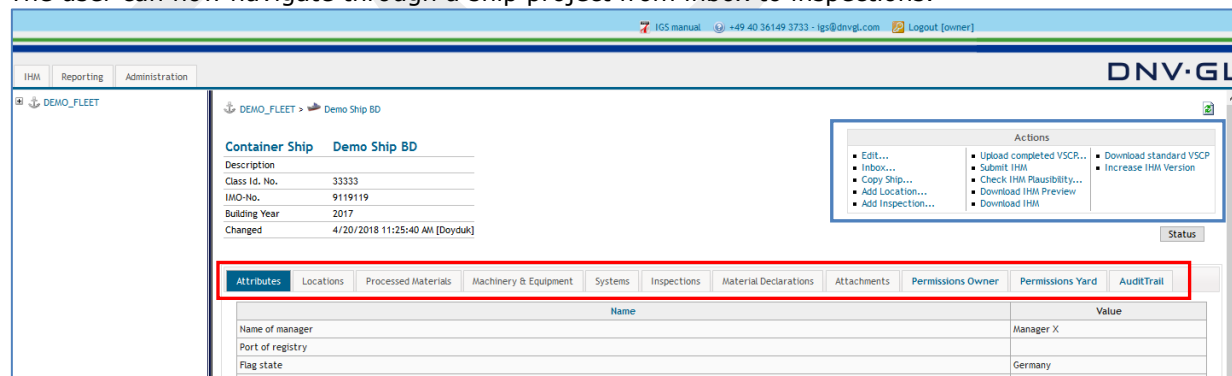 The user can now navigate through a ship project from inbox to inspections.
IGS manual +49 40 36149 3733 - igs@dnvgl.com Logout [owner]
IHM Reporting Administration
DNV·GL
DEMO_FLEET
DEMO_FLEET > Demo Ship BD
Actions
Edit...
Inbox...
Copy Ship...
Add Location...
Add Inspection...
Upload completed VSCP...
Submit IHM
Check IHM Plausibility...
Download IHM Preview
Download IHM
Download standard VSCP
Increase IHM Version
Container Ship Demo Ship BD
Description
Class Id. No. 33333
IMO-No. 9119119
Building Year 2017
Changed 4/20/2018 11:25:40 AM [Doyduk]
Status
Attributes Locations Processed Materials Machinery & Equipment Systems Inspections Material Declarations Attachments Permissions Owner Permissions Yard AuditTrail
Name Value
Name of manager Manager X
Port of registry
Flag state Germany